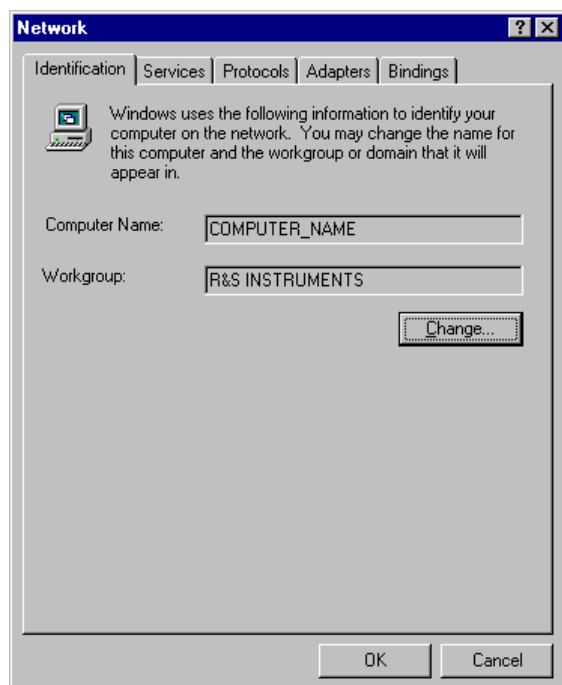 Network
Identification Services Protocols Adapters Bindings
Windows uses the following information to identify your
computer on the network. You may change the name for
this computer and the workgroup or domain that it will
appear in.
Computer Name: COMPUTER_NAME
Workgroup: R&S INSTRUMENTS
Change...
OK Cancel